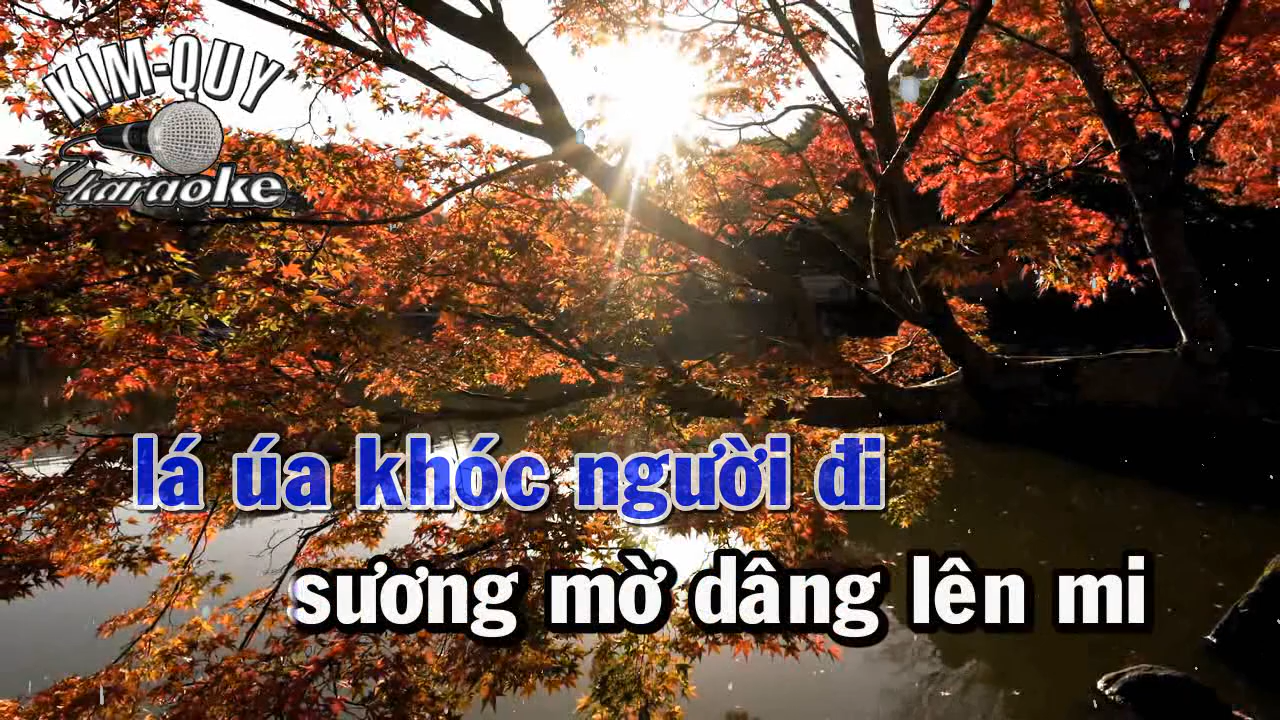 KIM-QUY
karaoke
lá úa khóc người đi
sương mờ dâng lên mi